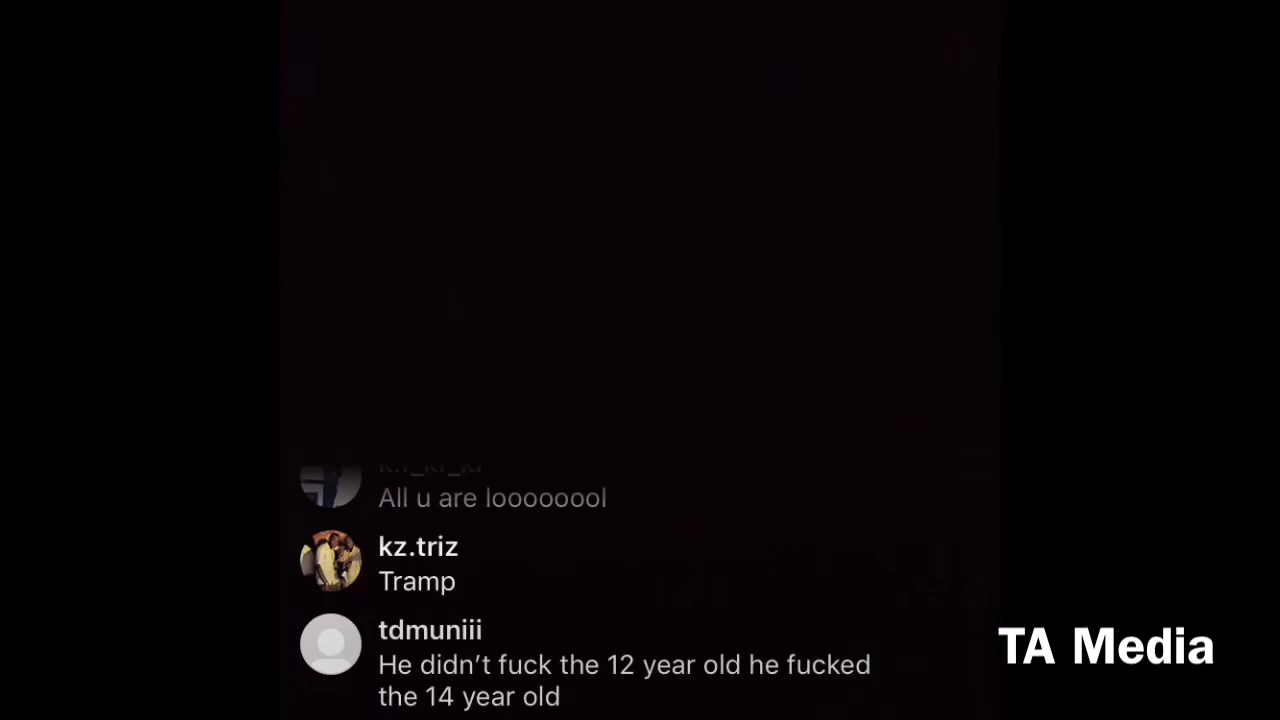 All u are loooooool
kz.triz
Tramp
tdmuniii
He didn't fuck the 12 year old he fucked
the 14 year old
TA Media